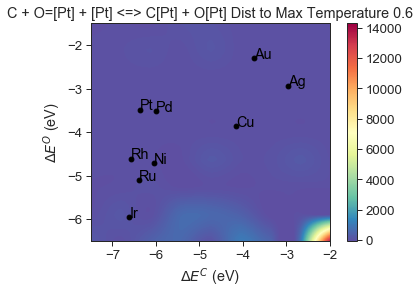 C + O=[Pt] + [Pt] <=> C[Pt] + O[Pt] Dist to Max Temperature 0.6
ΔE^O (eV)
−2
−3
−4
−5
−6
Au
Ag
Pt
Pd
Cu
Rh
Ni
Ru
Ir
−7
−6
−5
−4
−3
−2
ΔE^C (eV)
14000
12000
10000
8000
6000
4000
2000
0